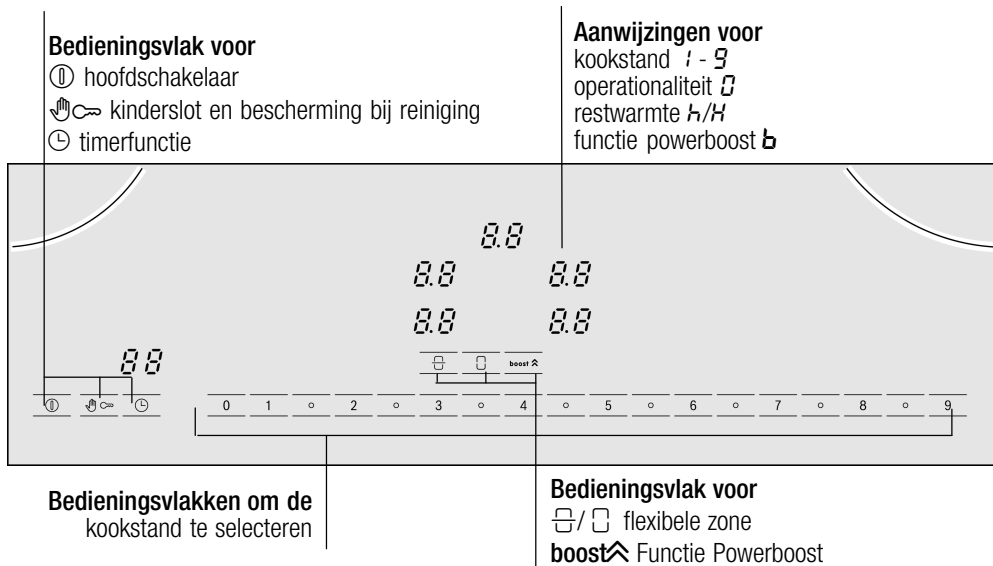 Bedieningsvlak voor
hoofdschakelaar
kinderslot en bescherming bij reiniging
timerfunctie
Aanwijzingen voor
kookstand 1 - 9
operationaliteit 0
restwarmte h/H
functie powerboost b
8.8
8.8 8.8
8.8 8.8
88
boost
0 1 2 3 4 5 6 7 8 9
Bedieningsvlakken om de
kookstand te selecteren
Bedieningsvlak voor
/ flexibele zone
boost Functie Powerboost